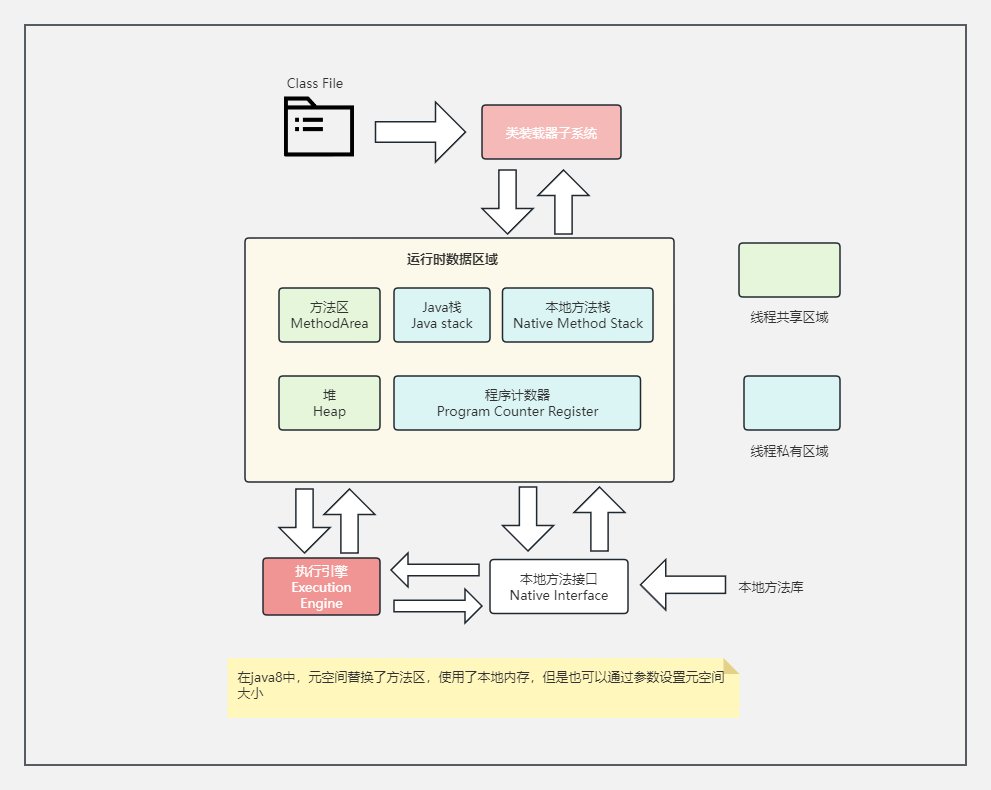 Class File
类装载器子系统
运行时数据区域
方法区
MethodArea
Java栈
Java stack
本地方法栈
Native Method Stack
线程共享区域
堆
Heap
程序计数器
Program Counter Register
线程私有区域
执行引擎
Execution
Engine
本地方法接口
Native Interface
本地方法库
在java8中，元空间替换了方法区，使用了本地内存，但是也可以通过参数设置元空间
大小